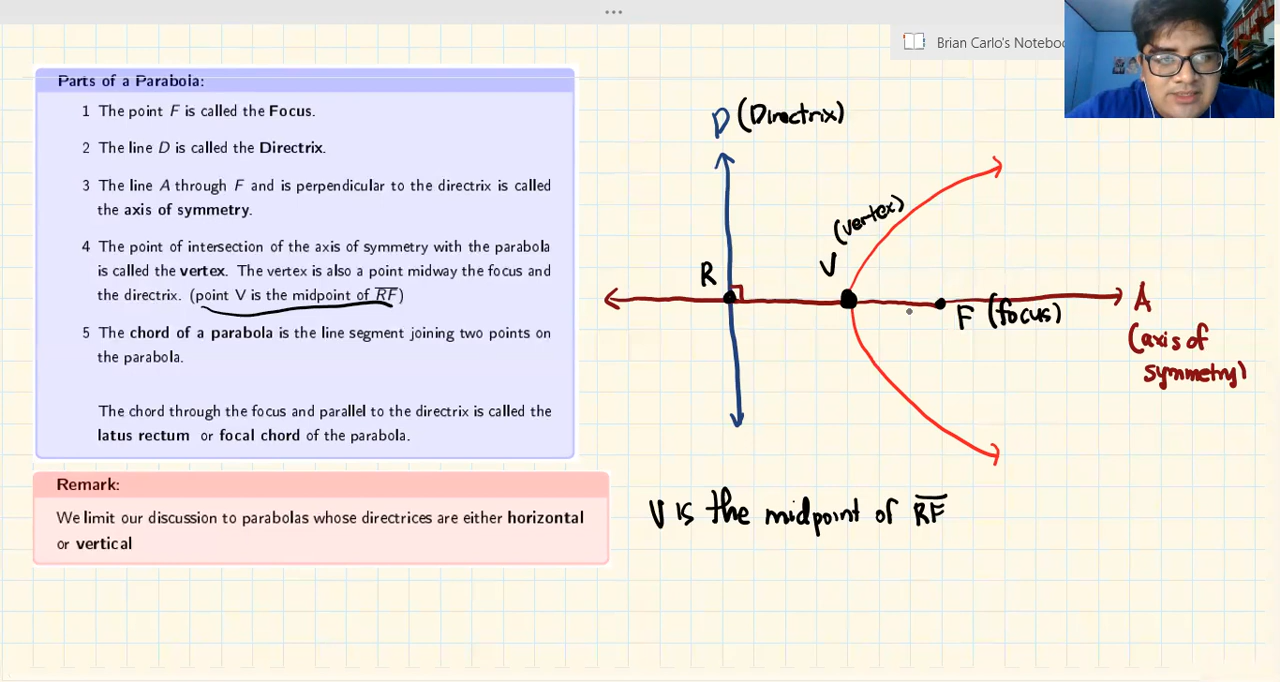 Brian Carlo's Noteboo
Parts of a Parabola:
1 The point F is called the Focus.
2 The line D is called the Directrix.
3 The line A through F and is perpendicular to the directrix is called
the axis of symmetry.
4 The point of intersection of the axis of symmetry with the parabola
is called the vertex. The vertex is also a point midway the focus and
the directrix. (point V is the midpoint of R̅F̅)
5 The chord of a parabola is the line segment joining two points on
the parabola.
The chord through the focus and parallel to the directrix is called the
latus rectum or focal chord of the parabola.
Remark:
We limit our discussion to parabolas whose directrices are either horizontal
or vertical
D (Directrix)
(vertex)
V
R
F (focus)
A
(axis of
symmetry)
V is the midpoint of R̅F̅